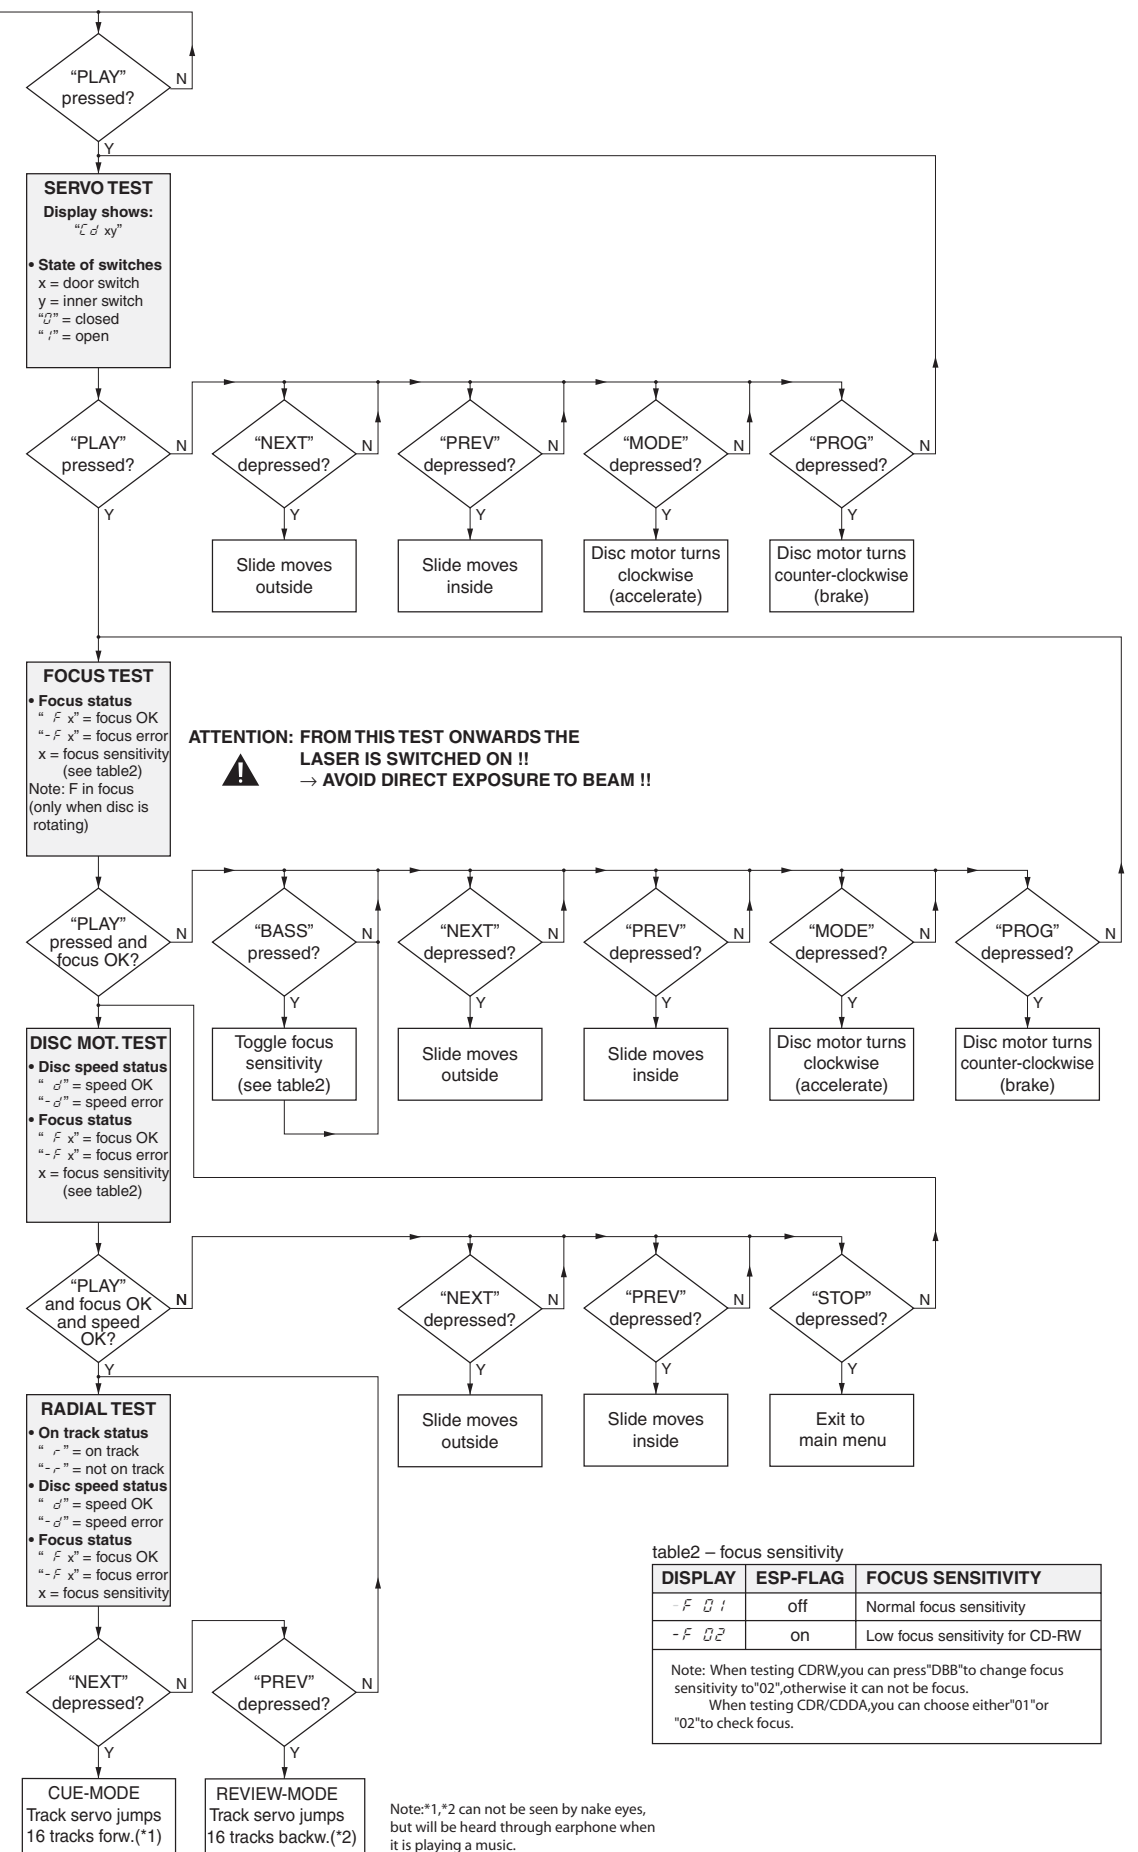 “PLAY”
pressed?
N
Y
SERVO TEST
Display shows:
“Cd xy”
• State of switches
x = door switch
y = inner switch
“0” = closed
“1” = open
“PLAY”
pressed?
N
Y
“NEXT”
depressed?
N
Y
“PREV”
depressed?
N
Y
“MODE”
depressed?
N
Y
“PROG”
depressed?
N
Y
Slide moves
outside
Slide moves
inside
Disc motor turns
clockwise
(accelerate)
Disc motor turns
counter-clockwise
(brake)
FOCUS TEST
• Focus status
“ F x” = focus OK
“-F x” = focus error
x = focus sensitivity
(see table2)
Note: F in focus
(only when disc is
rotating)
ATTENTION: FROM THIS TEST ONWARDS THE
LASER IS SWITCHED ON !!
→ AVOID DIRECT EXPOSURE TO BEAM !!
“PLAY”
pressed and
focus OK?
N
Y
“BASS”
pressed?
N
Y
“NEXT”
depressed?
N
Y
“PREV”
depressed?
N
Y
“MODE”
depressed?
N
Y
“PROG”
depressed?
N
Y
Toggle focus
sensitivity
(see table2)
Slide moves
outside
Slide moves
inside
Disc motor turns
clockwise
(accelerate)
Disc motor turns
counter-clockwise
(brake)
DISC MOT. TEST
• Disc speed status
“ d” = speed OK
“-d” = speed error
• Focus status
“ F x” = focus OK
“-F x” = focus error
x = focus sensitivity
(see table2)
“PLAY”
and focus OK
and speed
OK?
N
Y
“NEXT”
depressed?
N
Y
“PREV”
depressed?
N
Y
“STOP”
depressed?
N
Y
Slide moves
outside
Slide moves
inside
Exit to
main menu
RADIAL TEST
• On track status
“ r” = on track
“-r” = not on track
• Disc speed status
“ d” = speed OK
“-d” = speed error
• Focus status
“ F x” = focus OK
“-F x” = focus error
x = focus sensitivity
“NEXT”
depressed?
N
Y
“PREV”
depressed?
N
Y
CUE-MODE
Track servo jumps
16 tracks forw.(*1)
REVIEW-MODE
Track servo jumps
16 tracks backw.(*2)
Note:*1,*2 can not be seen by nake eyes,
but will be heard through earphone when
it is playing a music.
table2 – focus sensitivity
DISPLAY ESP-FLAG FOCUS SENSITIVITY
-F 01 off Normal focus sensitivity
-F 02 on Low focus sensitivity for CD-RW
Note: When testing CDRW,you can press"DBB"to change focus
sensitivity to"02",otherwise it can not be focus.
When testing CDR/CDDA,you can choose either"01"or
"02"to check focus.